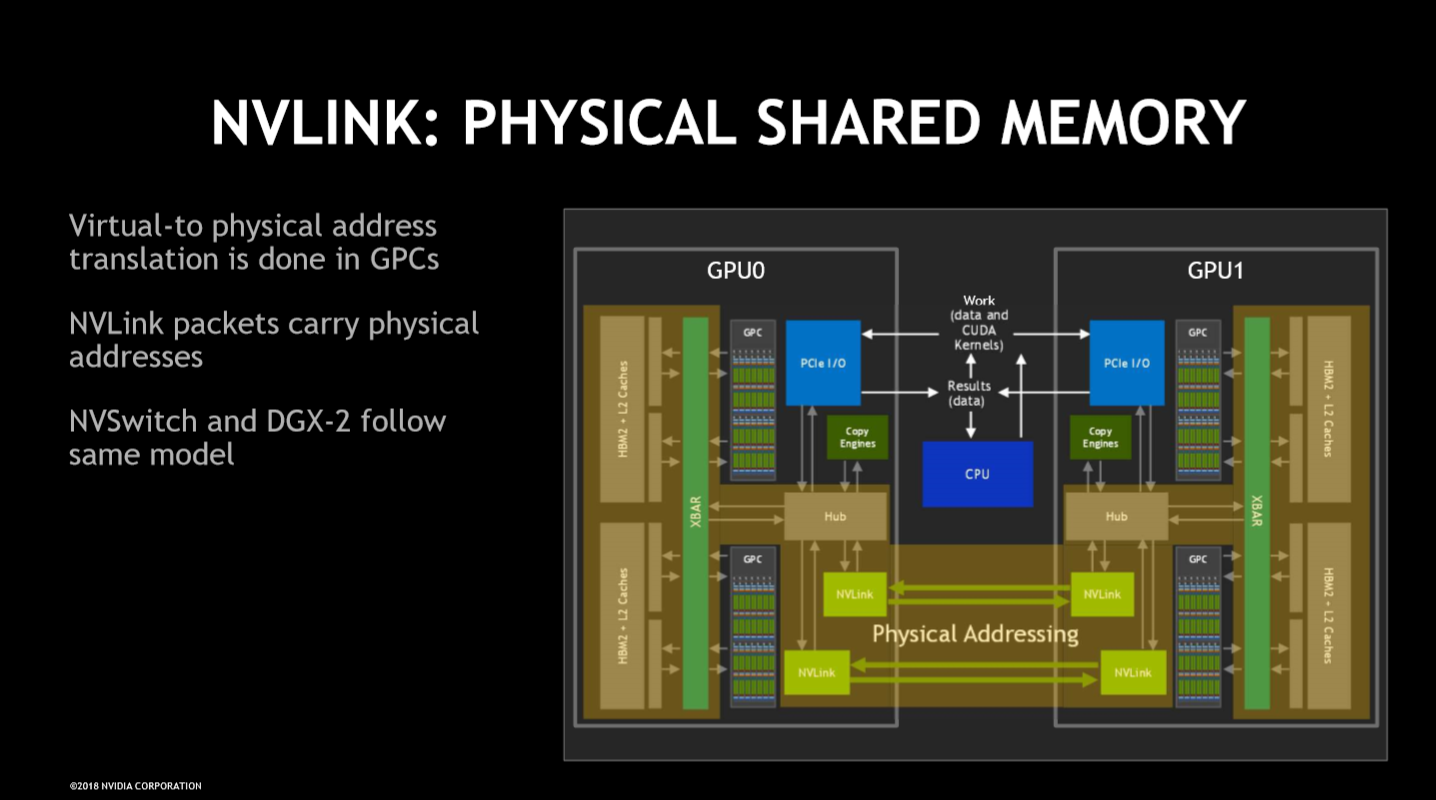 NVLINK: PHYSICAL SHARED MEMORY
Virtual-to physical address
translation is done in GPCs
NVLink packets carry physical
addresses
NVSwitch and DGX-2 follow
same model
GPU0
GPU1
HBM2 + L2 Caches
HBM2 + L2 Caches
XBAR
GPC
GPC
PCIe I/O
Copy
Engines
Hub
NVLink
NVLink
Work
(data and
CUDA
Kernels)
Results
(data)
CPU
Physical Addressing
PCIe I/O
Copy
Engines
Hub
NVLink
NVLink
GPC
GPC
XBAR
HBM2 + L2 Caches
HBM2 + L2 Caches
©2018 NVIDIA CORPORATION